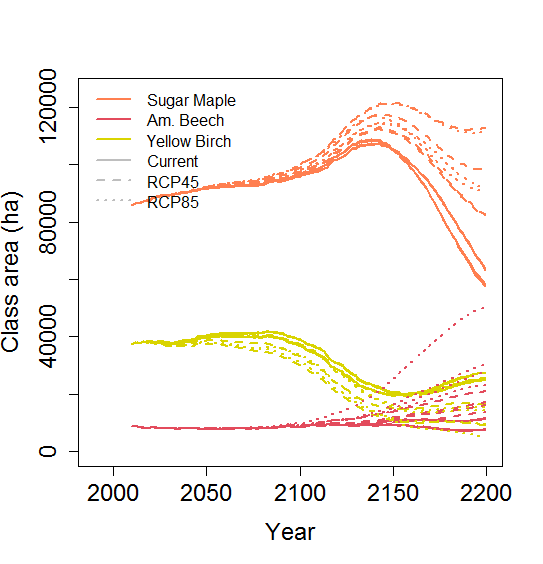 Sugar Maple
Am. Beech
Yellow Birch
Current
RCP45
RCP85
Class area (ha)
120000
80000
40000
0
2000 2050 2100 2150 2200
Year